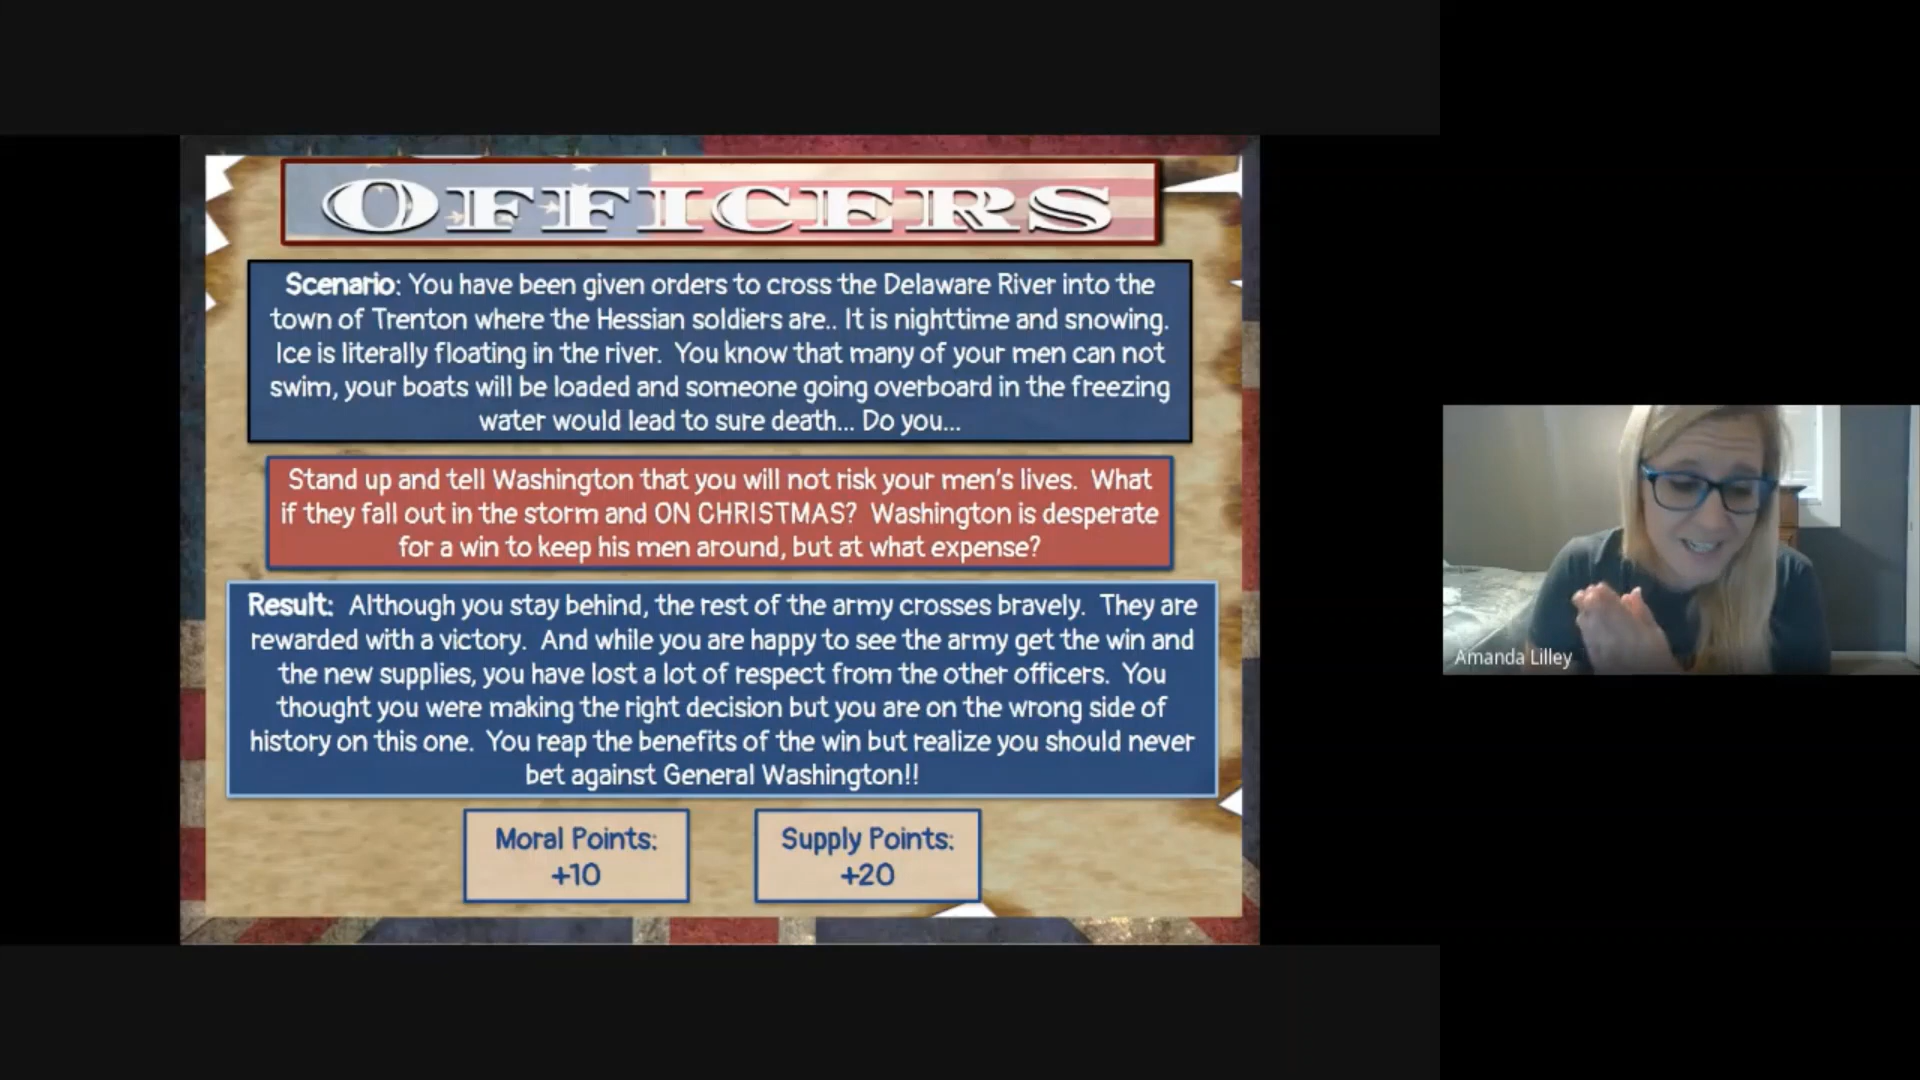 OFFICERS
Scenario: You have been given orders to cross the Delaware River into the
town of Trenton where the Hessian soldiers are.. It is nighttime and snowing.
Ice is literally floating in the river. You know that many of your men can not
swim, your boats will be loaded and someone going overboard in the freezing
water would lead to sure death... Do you...
Stand up and tell Washington that you will not risk your men's lives. What
if they fall out in the storm and ON CHRISTMAS? Washington is desperate
for a win to keep his men around, but at what expense?
Result: Although you stay behind, the rest of the army crosses bravely. They are
rewarded with a victory. And while you are happy to see the army get the win and
the new supplies, you have lost a lot of respect from the other officers. You
thought you were making the right decision but you are on the wrong side of
history on this one. You reap the benefits of the win but realize you should never
bet against General Washington!!
Moral Points:
+10
Supply Points:
+20
Amanda Lilley